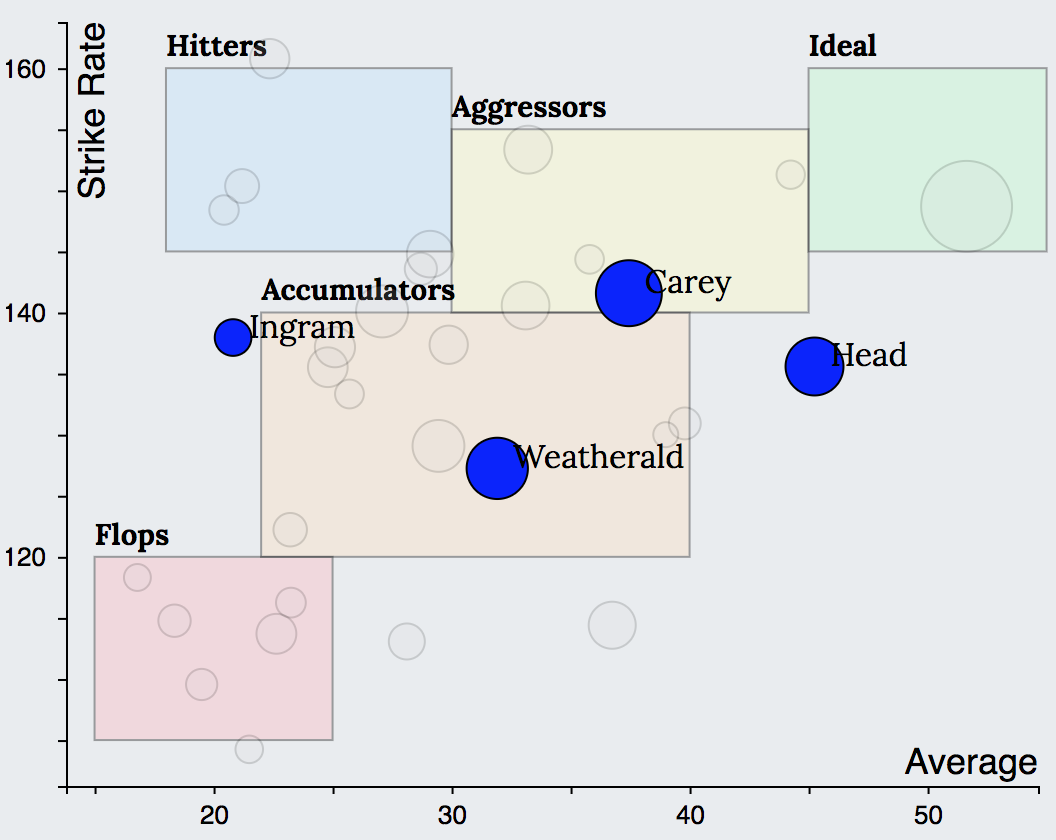 Strike Rate
160
140
120
Hitters
Ideal
Aggressors
Accumulators
Carey
Ingram
Head
Weatherald
Flops
Average
20
30
40
50